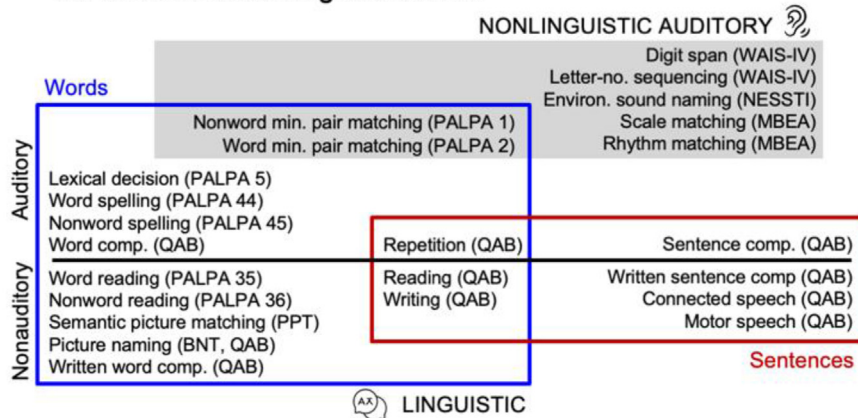 NONLINGUISTIC AUDITORY
Digit span (WAIS-IV)
Letter-no. sequencing (WAIS-IV)
Words
Environ. sound naming (NESSTI)
Nonword min. pair matching (PALPA 1)
Scale matching (MBEA)
Word min. pair matching (PALPA 2)
Rhythm matching (MBEA)
Auditory
Lexical decision (PALPA 5)
Word spelling (PALPA 44)
Nonword spelling (PALPA 45)
Word comp. (QAB)
Repetition (QAB)
Sentence comp. (QAB)
Nonauditory
Word reading (PALPA 35)
Reading (QAB)
Written sentence comp (QAB)
Nonword reading (PALPA 36)
Writing (QAB)
Connected speech (QAB)
Semantic picture matching (PPT)
Motor speech (QAB)
Picture naming (BNT, QAB)
Written word comp. (QAB)
Sentences
AX
LINGUISTIC